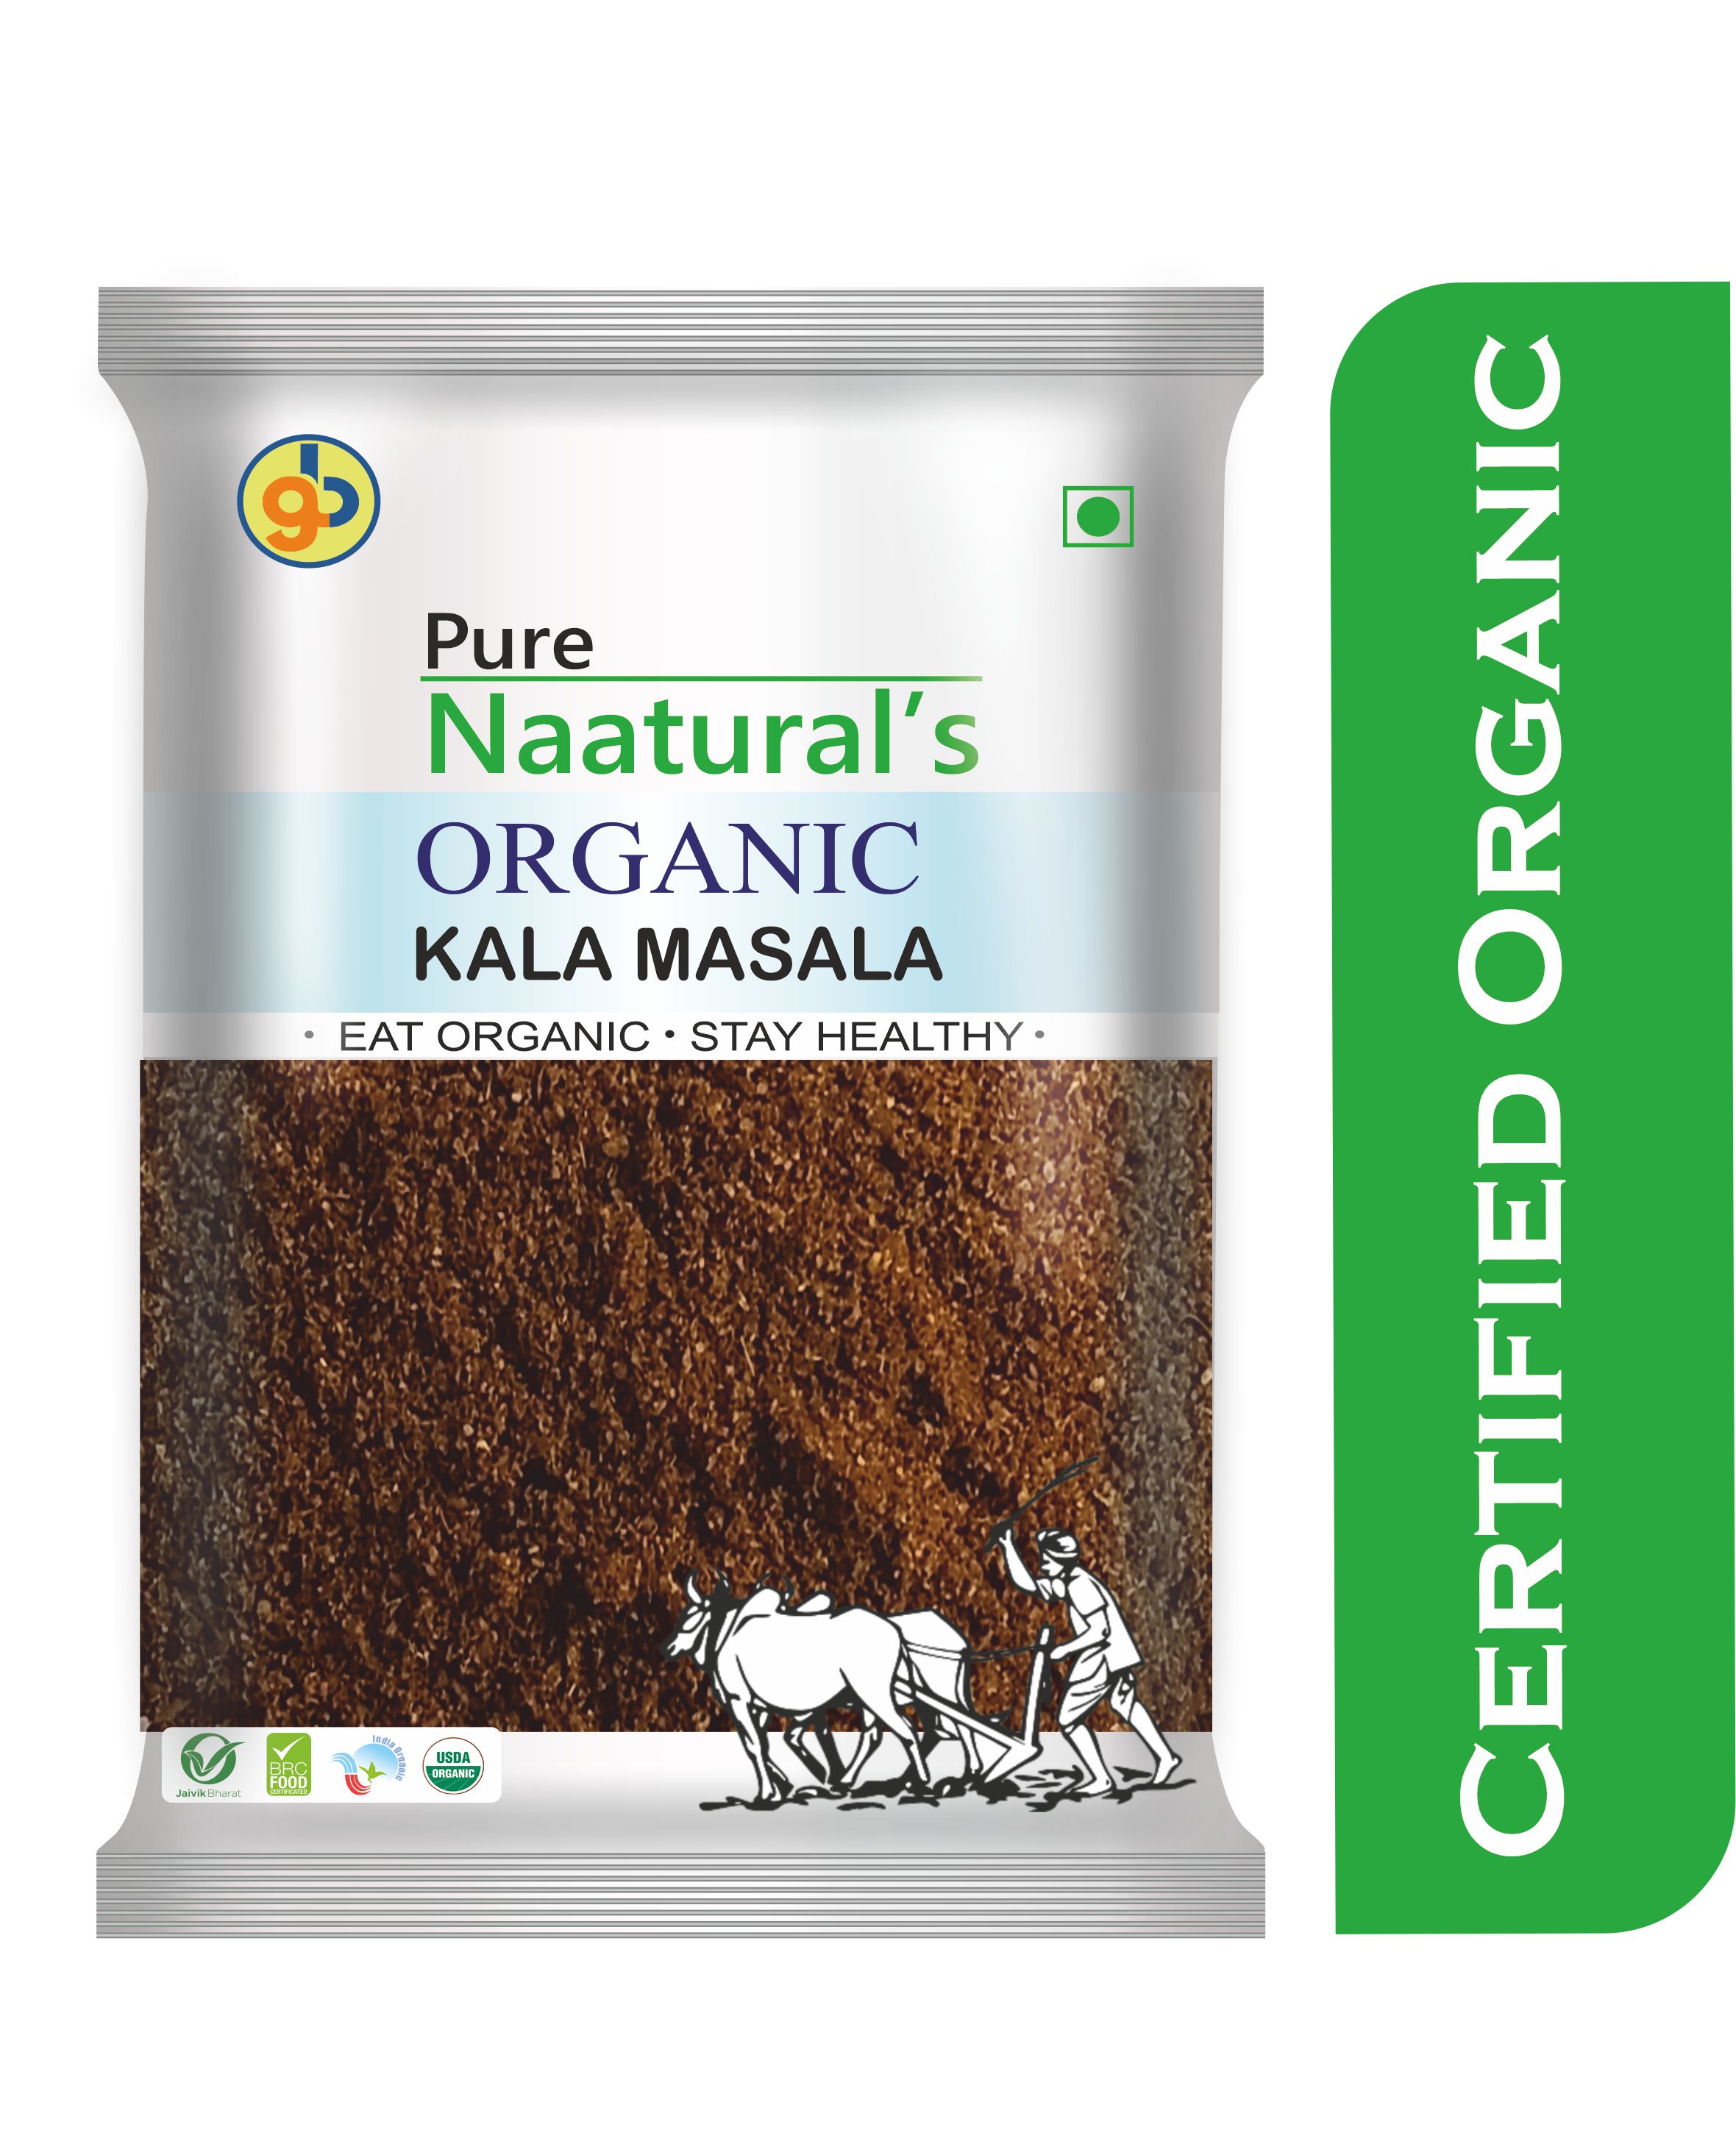 gb
Pure
Naatural's
ORGANIC
KALA MASALA
• EAT ORGANIC • STAY HEALTHY •
Jaivik Bharat
BRC
FOOD
CERTIFICATED
India Organic
USDA
ORGANIC
CERTIFIED ORGANIC